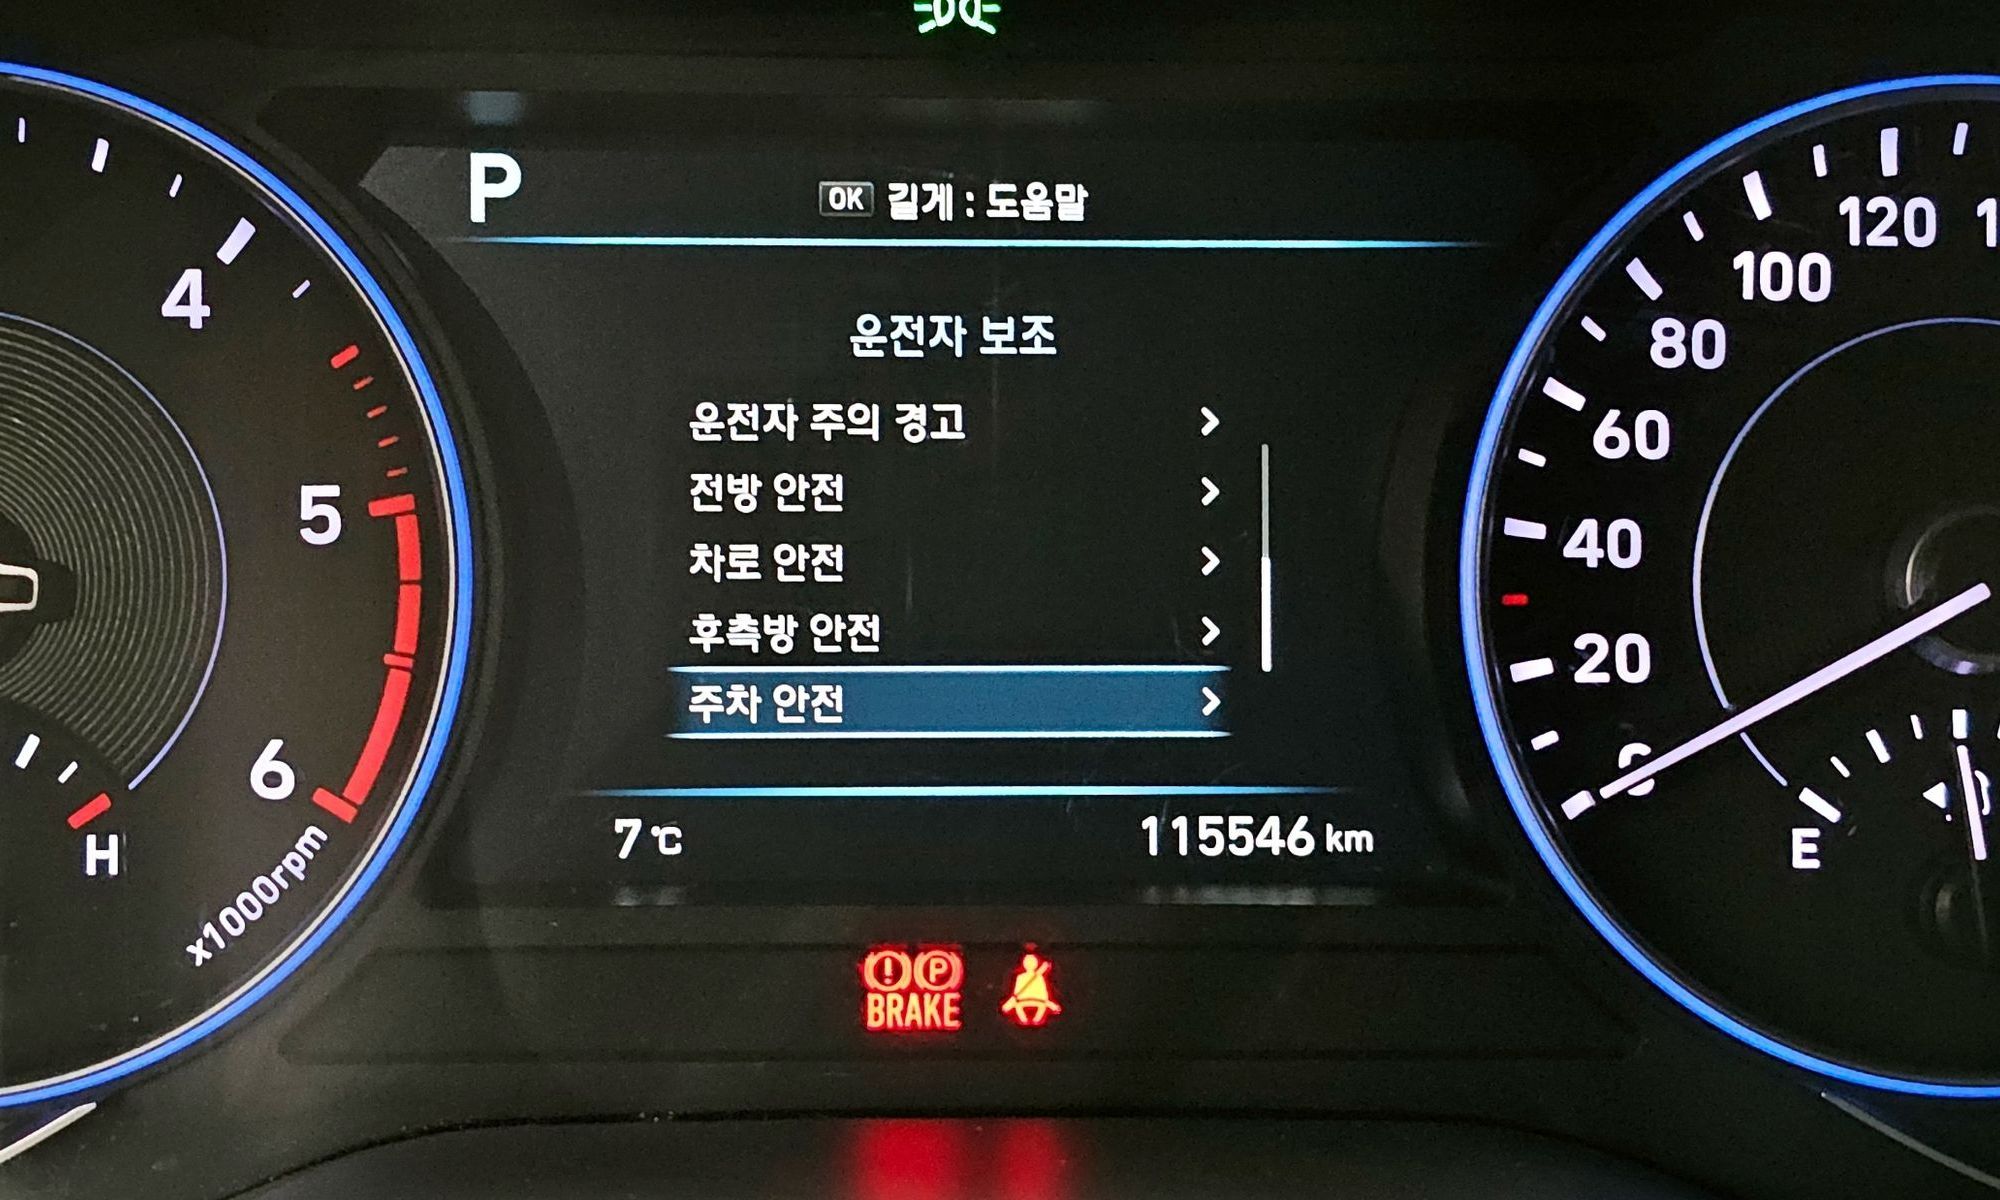 P
OK 길게 : 도움말
운전자 보조
운전자 주의 경고
전방 안전
차로 안전
후측방 안전
주차 안전
7 ℃
115546 km
4
5
6
H
x1000rpm
120
100
80
60
40
20
0
E
P
BRAKE